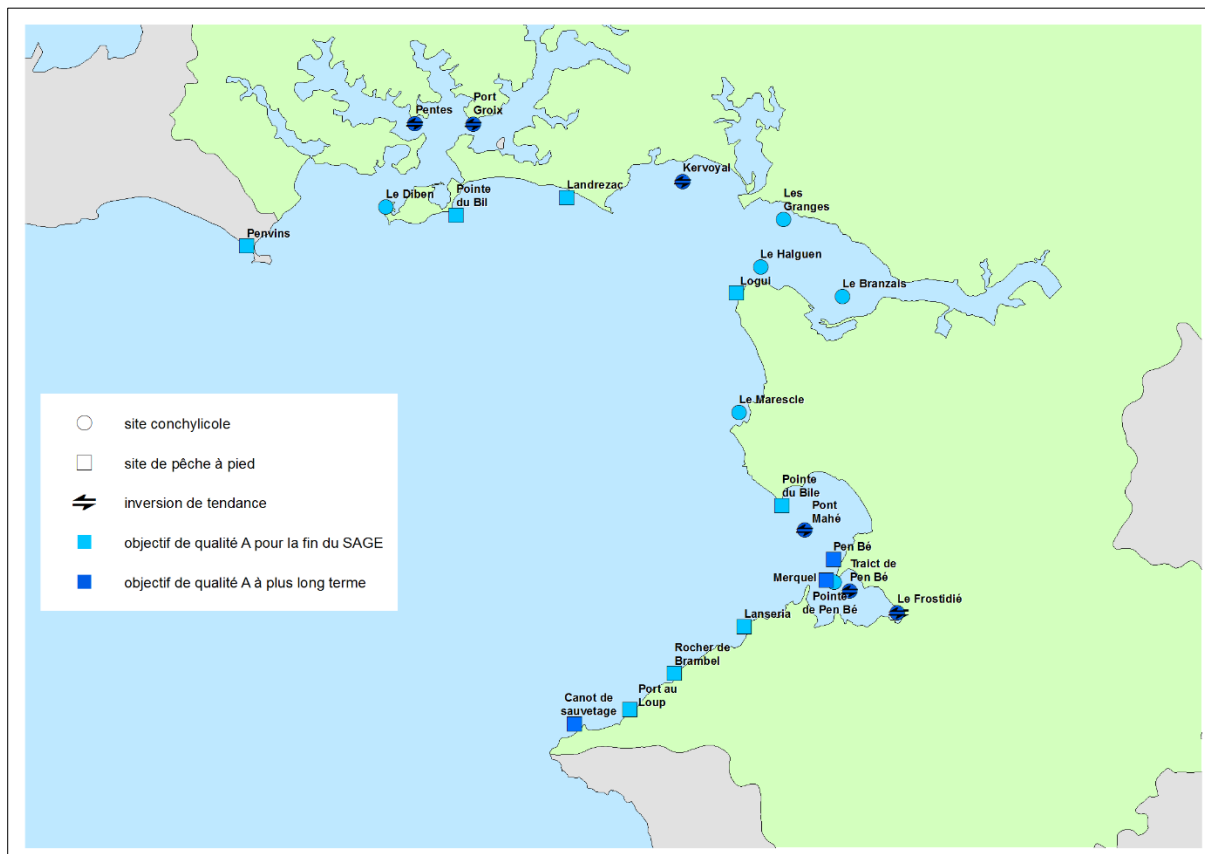 Pentes
Port
Groix
Kervoyal
Landrezac
Le Diben
Pointe
du Bil
Les
Granges
Penvins
Le Halguen
Logui
Le Branzais
Le Marescle
site conchylicole
site de pêche à pied
inversion de tendance
objectif de qualité A pour la fin du SAGE
objectif de qualité A à plus long terme
Pointe
du Bile
Pont
Mahé
Pen Bé
Traict de
Pen Bé
Merquel
Pointe
de Pen Bé
Le Frostidié
Lanseria
Rocher de
Brambel
Port au
Loup
Canot de
sauvetage